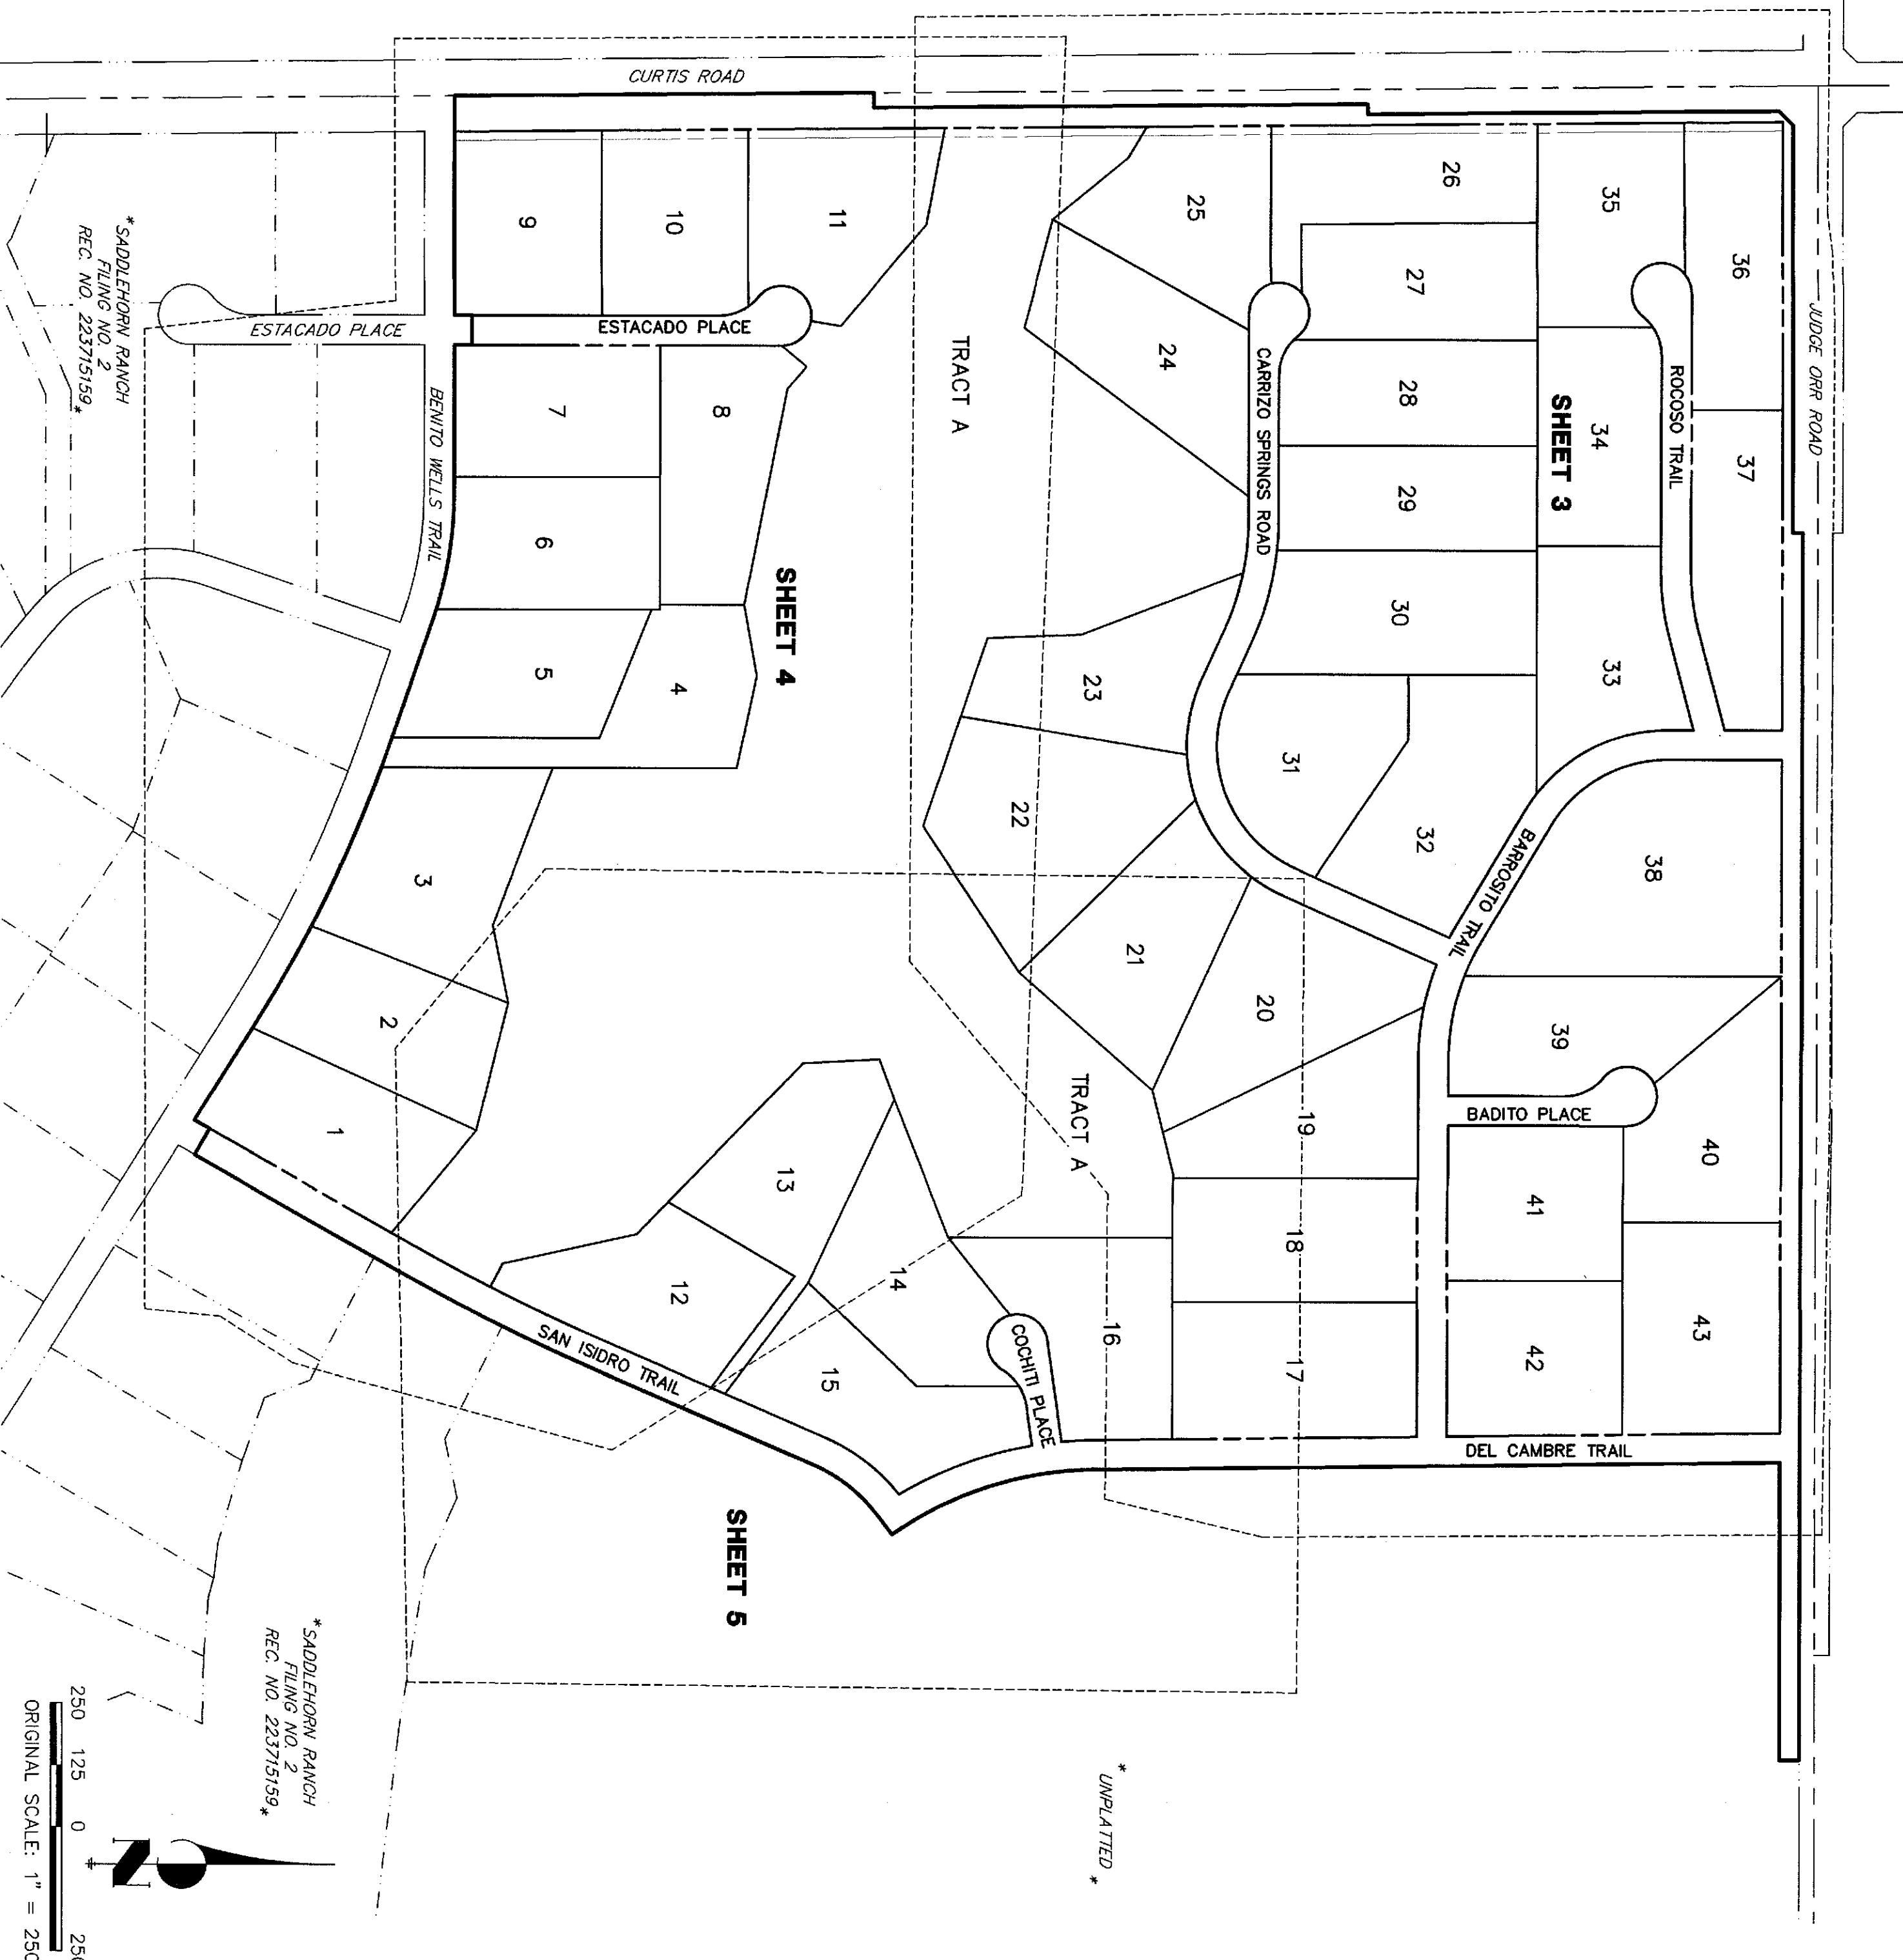 CURTIS ROAD
JUDGE ORR ROAD
36
37
35
ROCOSO TRAIL
SHEET 3
34
33
26
27
28
29
30
25
CARRIZO SPRINGS ROAD
24
31
32
BARROSITO TRAIL
38
39
BADITO PLACE
40
41
42
43
DEL CAMBRE TRAIL
23
22
21
20
19
18
17
16
TRACT A
TRACT A
11
10
9
ESTACADO PLACE
ESTACADO PLACE
8
7
6
5
4
SHEET 4
BENITO WELLS TRAIL
3
2
1
13
14
12
15
COCHITI PLACE
SAN ISIDRO TRAIL
SHEET 5
*SADDLEHORN RANCH
FILING NO. 2
REC. NO. 223715159*
*SADDLEHORN RANCH
FILING NO. 2
REC. NO. 223715159*
* UNPLATTED *
N
250 125 0
ORIGINAL SCALE: 1" =